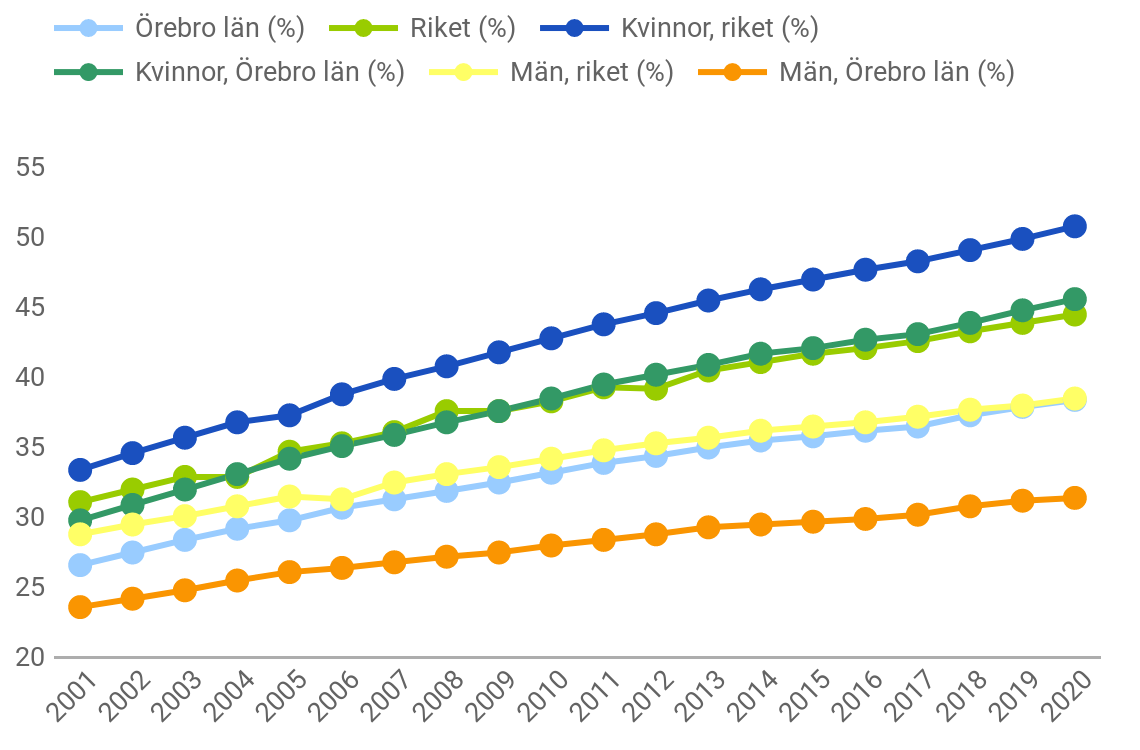 Örebro län (%) Riket (%) Kvinnor, riket (%)
Kvinnor, Örebro län (%) Män, riket (%) Män, Örebro län (%)
55
50
45
40
35
30
25
20
2001 2002 2003 2004 2005 2006 2007 2008 2009 2010 2011 2012 2013 2014 2015 2016 2017 2018 2019 2020